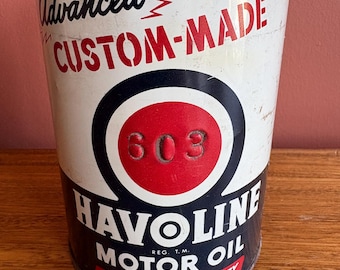 Advanced
CUSTOM-MADE
603
HAVOLINE
REG. T.M.
MOTOR OIL